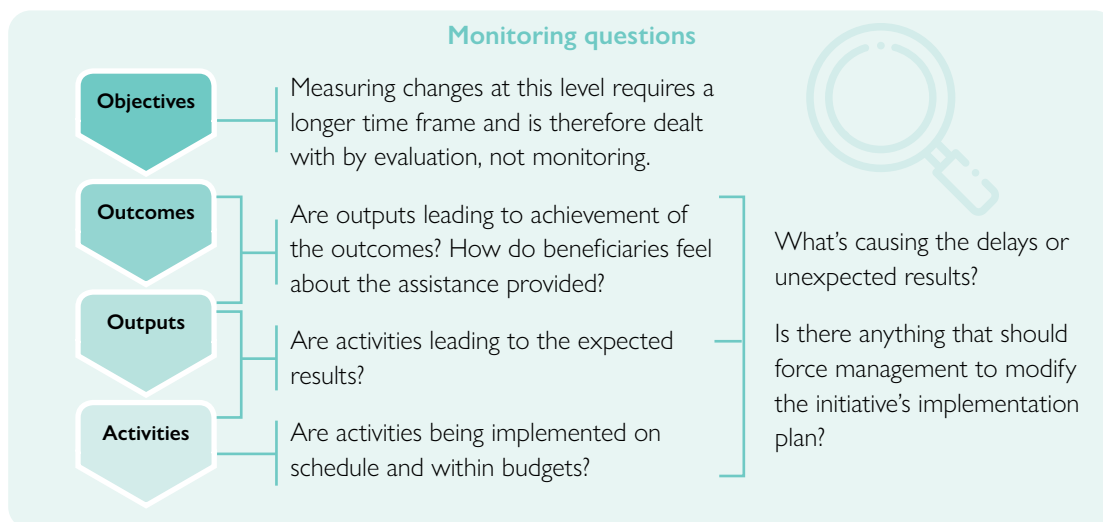 Monitoring questions
Objectives
Measuring changes at this level requires a
longer time frame and is therefore dealt
with by evaluation, not monitoring.
Outcomes
Are outputs leading to achievement of
the outcomes? How do beneficiaries feel
about the assistance provided?
Outputs
Are activities leading to the expected
results?
Activities
Are activities being implemented on
schedule and within budgets?
What’s causing the delays or
unexpected results?
Is there anything that should
force management to modify
the initiative’s implementation
plan?